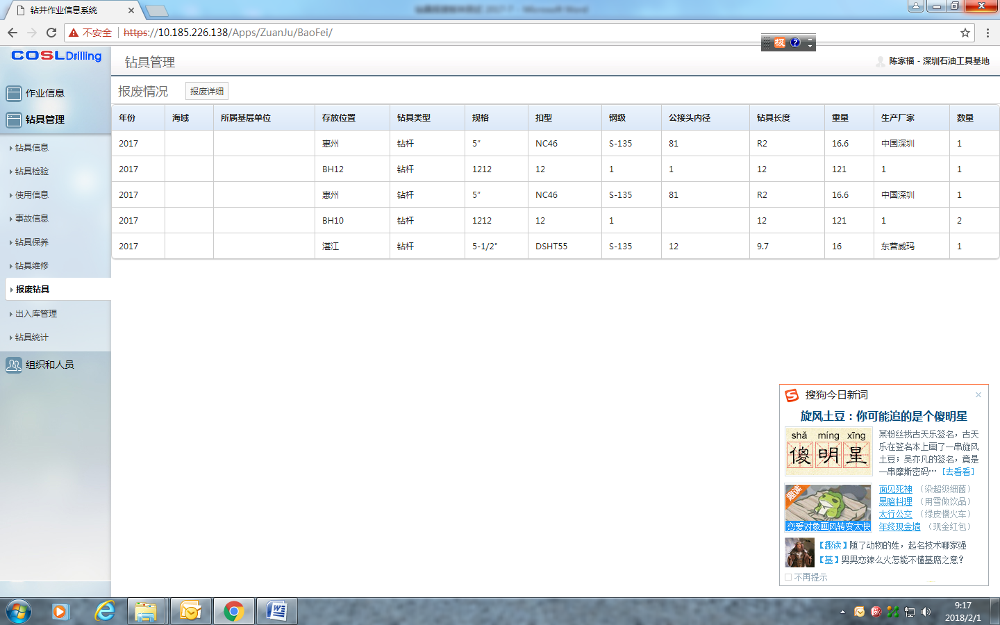 钻井作业信息系统
不安全 https://10.185.226.138/Apps/ZuanJu/BaoFei/
极 ?
COSL Drilling
钻具管理
陈家福 - 深圳石油工具基地
作业信息
钻具管理
钻具信息
钻具检验
使用信息
事故信息
钻具保养
钻具维修
报废钻具
出入库管理
钻具统计
组织和人员
报废情况 报废详细
年份 海域 所属基层单位 存放位置 钻具类型 规格 扣型 钢级 公接头内径 钻具长度 重量 生产厂家 数量
2017 惠州 钻杆 5" NC46 S-135 81 R2 16.6 中国深圳 1
2017 BH12 钻杆 1212 12 1 1 12 121 1 1
2017 惠州 钻杆 5" NC46 S-135 81 R2 16.6 中国深圳 1
2017 BH10 钻杆 1212 12 1 12 121 1 2
2017 湛江 钻杆 5-1/2" DSHT55 S-135 12 9.7 16 东营威玛 1
搜狗今日新词
旋风土豆：你可能追的是个傻明星
shǎ míng xīng
傻明星
某粉丝找古天乐签名，古天
乐在签名本上画了一串旋风
土豆；吴亦凡的签名，竟是
一串摩斯密码… [去看看]
趣读
恋爱对象画风转变太快
面见死神 （染超级细菌）
黑暗料理 （用雪做饮品）
太行公交 （绿皮慢火车）
年终现金墙 （现金红包）
【趣读】随了动物的姓，起名技术哪家强
【基】男男恋辣么火怎能不懂基腐之意？
不再提示
9:17
2018/2/1